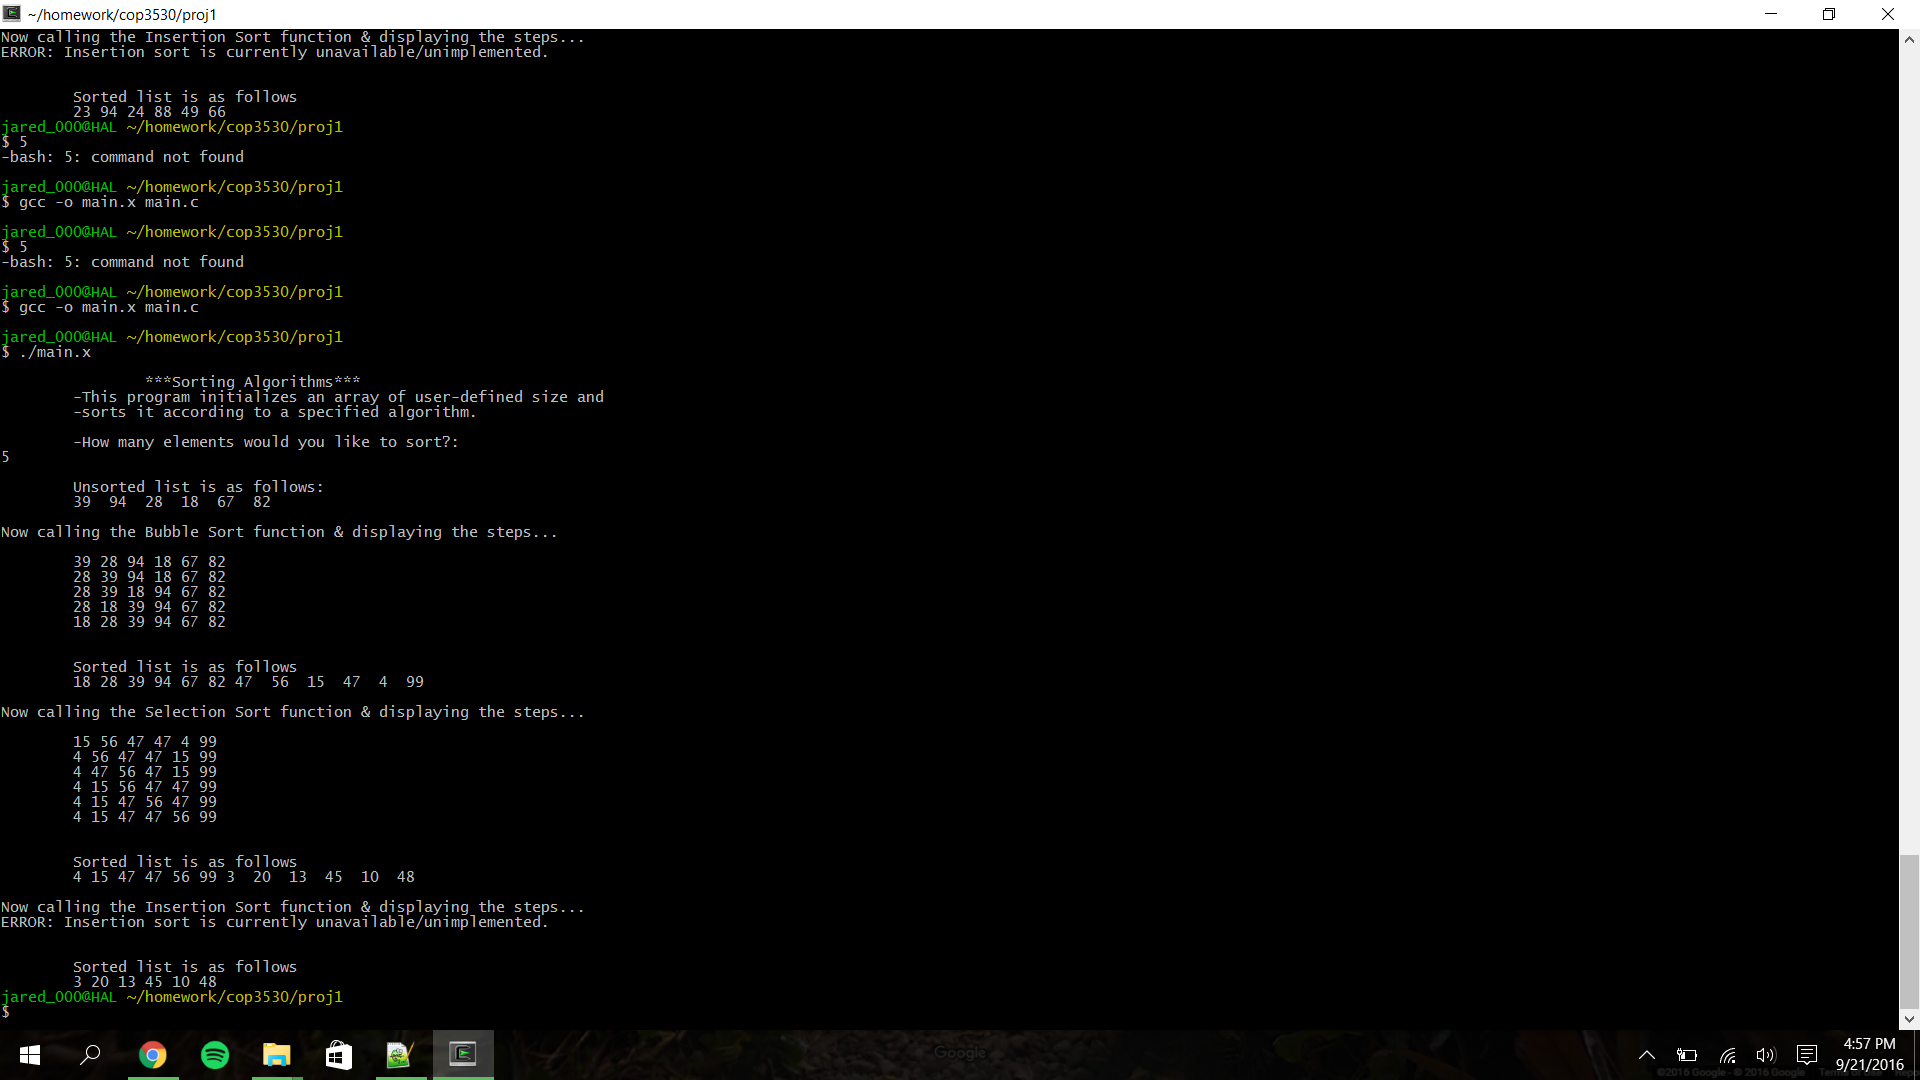 ~/homework/cop3530/proj1
Now calling the Insertion Sort function & displaying the steps...
ERROR: Insertion sort is currently unavailable/unimplemented.
Sorted list is as follows
23 94 24 88 49 66
jared_000@HAL ~/homework/cop3530/proj1
$ 5
-bash: 5: command not found
jared_000@HAL ~/homework/cop3530/proj1
$ gcc -o main.x main.c
jared_000@HAL ~/homework/cop3530/proj1
$ 5
-bash: 5: command not found
jared_000@HAL ~/homework/cop3530/proj1
$ gcc -o main.x main.c
jared_000@HAL ~/homework/cop3530/proj1
$ ./main.x
***Sorting Algorithms***
-This program initializes an array of user-defined size and
-sorts it according to a specified algorithm.
-How many elements would you like to sort?:
5
Unsorted list is as follows:
39 94 28 18 67 82
Now calling the Bubble Sort function & displaying the steps...
39 28 94 18 67 82
28 39 94 18 67 82
28 39 18 94 67 82
28 18 39 94 67 82
18 28 39 94 67 82
Sorted list is as follows
18 28 39 94 67 82 47 56 15 47 4 99
Now calling the Selection Sort function & displaying the steps...
15 56 47 47 4 99
4 56 47 47 15 99
4 47 56 47 15 99
4 15 56 47 47 99
4 15 47 56 47 99
4 15 47 47 56 99
Sorted list is as follows
4 15 47 47 56 99 3 20 13 45 10 48
Now calling the Insertion Sort function & displaying the steps...
ERROR: Insertion sort is currently unavailable/unimplemented.
Sorted list is as follows
3 20 13 45 10 48
jared_000@HAL ~/homework/cop3530/proj1
$
Google
4:57 PM
9/21/2016
©2016 Google - © 2016 Google